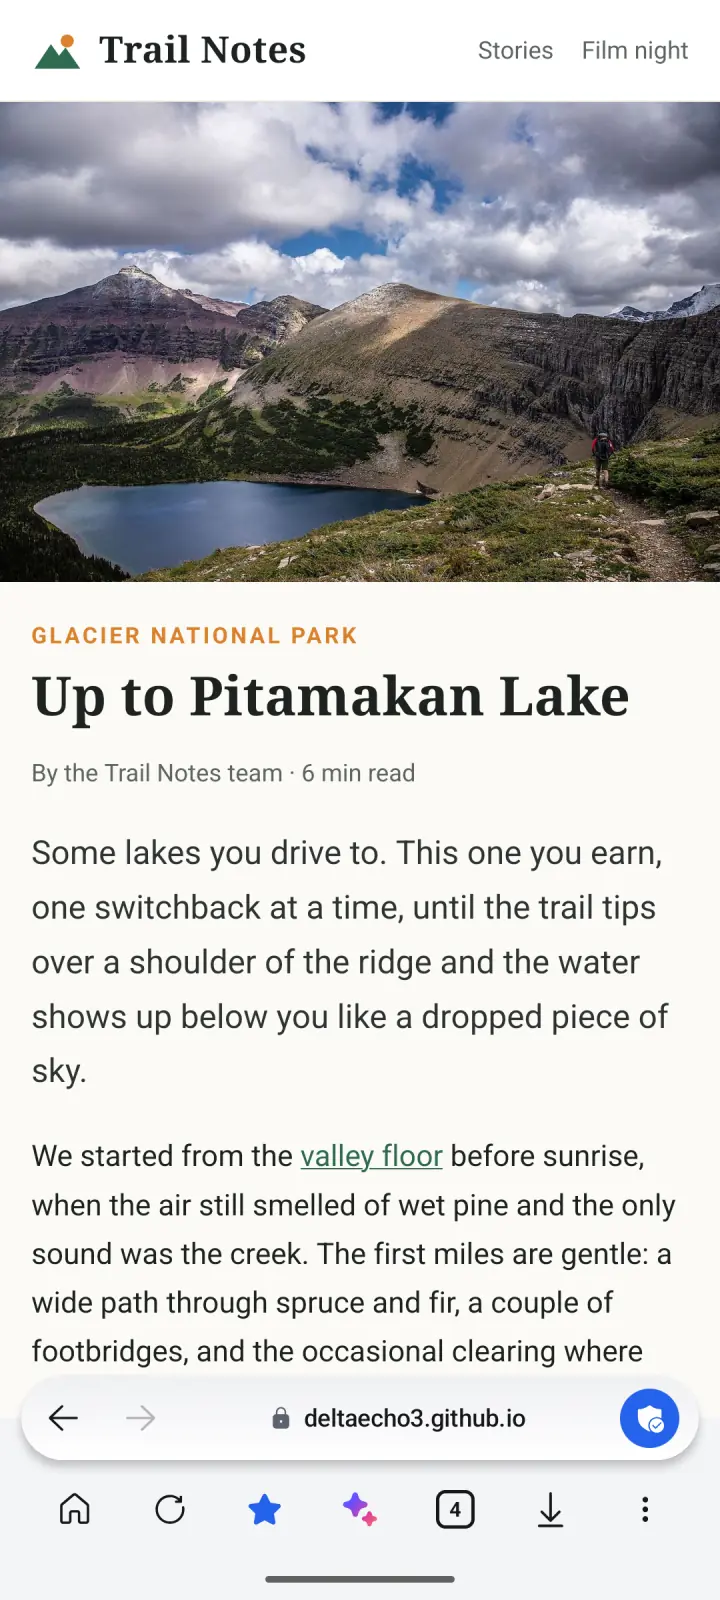 Trail Notes
Stories
Film night
GLACIER NATIONAL PARK
Up to Pitamakan Lake
By the Trail Notes team · 6 min read
Some lakes you drive to. This one you earn,
one switchback at a time, until the trail tips
over a shoulder of the ridge and the water
shows up below you like a dropped piece of
sky.
We started from the valley floor before sunrise,
when the air still smelled of wet pine and the only
sound was the creek. The first miles are gentle: a
wide path through spruce and fir, a couple of
footbridges, and the occasional clearing where
deltaecho3.github.io
4